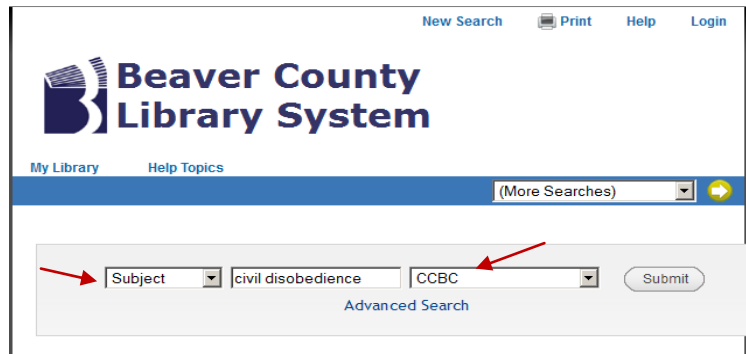 New Search Print Help Login
Beaver County
Library System
My Library Help Topics
(More Searches)
Subject civil disobedience CCBC Submit
Advanced Search